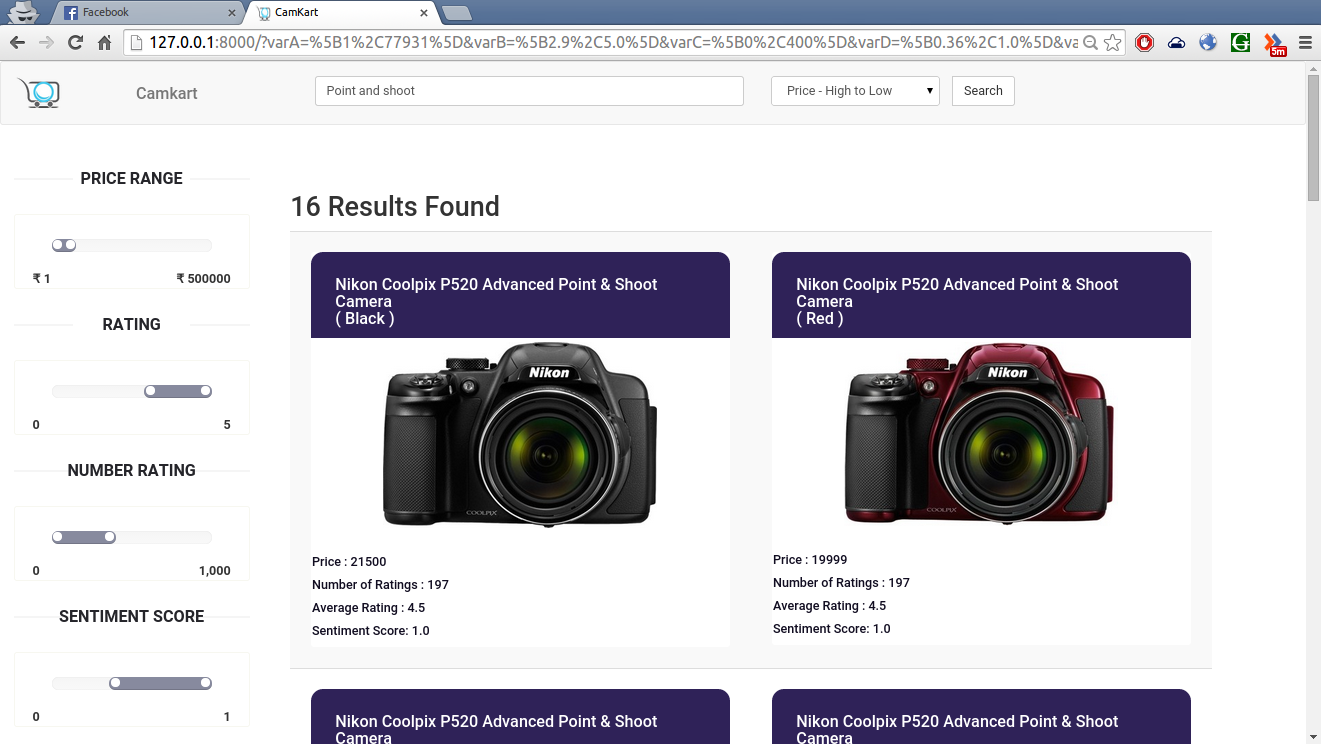 Facebook
CamKart
127.0.0.1:8000/?varA=%5B1%2C77931%5D&varB=%5B2.9%2C5.0%5D&varC=%5B0%2C400%5D&varD=%5B0.36%2C1.0%5D&va
5m
Camkart
Point and shoot
Price - High to Low
Search
PRICE RANGE
₹ 1
₹ 500000
RATING
0
5
NUMBER RATING
0
1,000
SENTIMENT SCORE
0
1
16 Results Found
Nikon Coolpix P520 Advanced Point & Shoot
Camera
( Black )
Nikon
COOLPIX
Price : 21500
Number of Ratings : 197
Average Rating : 4.5
Sentiment Score: 1.0
Nikon Coolpix P520 Advanced Point & Shoot
Camera
( Red )
Nikon
COOLPIX
Price : 19999
Number of Ratings : 197
Average Rating : 4.5
Sentiment Score: 1.0
Nikon Coolpix P520 Advanced Point & Shoot
Camera
Nikon Coolpix P520 Advanced Point & Shoot
Camera